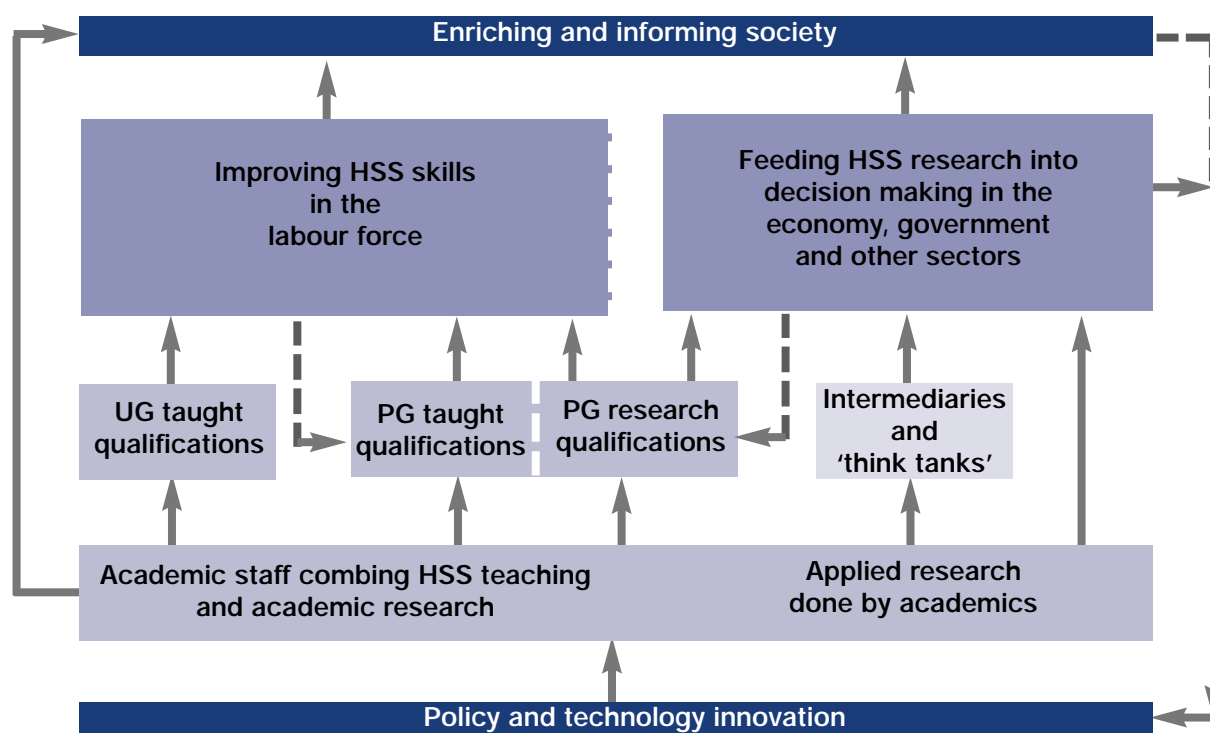 Enriching and informing society
Improving HSS skills
in the
labour force
Feeding HSS research into
decision making in the
economy, government
and other sectors
UG taught
qualifications
PG taught
qualifications
PG research
qualifications
Intermediaries
and
‘think tanks’
Academic staff combing HSS teaching
and academic research
Applied research
done by academics
Policy and technology innovation